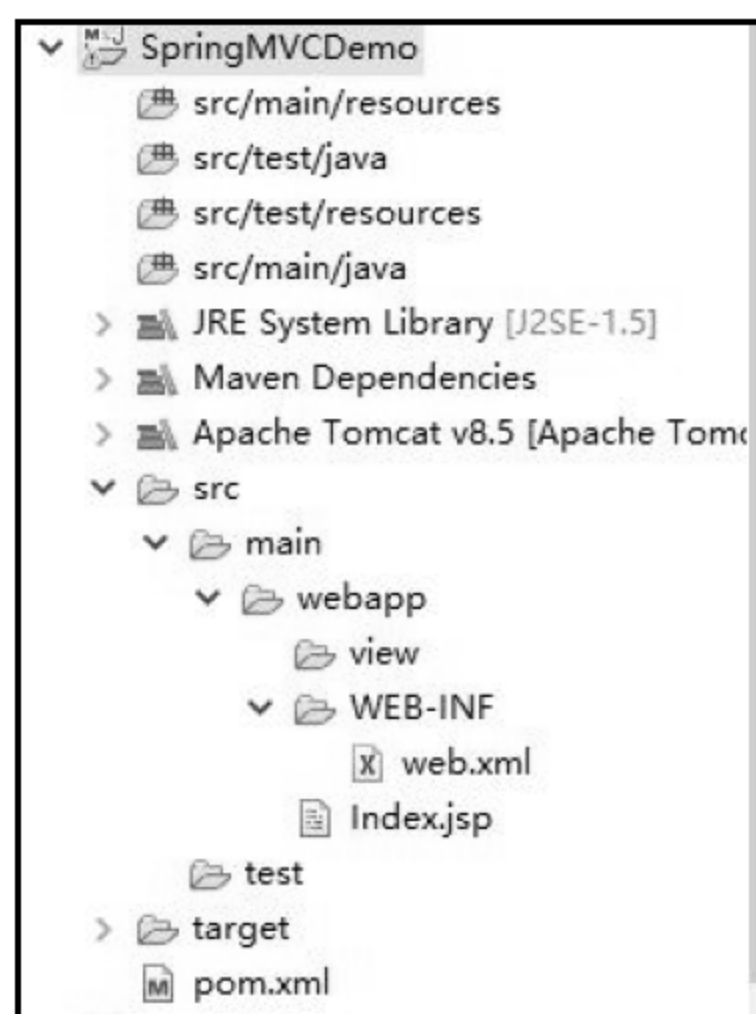 SpringMVCDemo
src/main/resources
src/test/java
src/test/resources
src/main/java
JRE System Library [J2SE-1.5]
Maven Dependencies
Apache Tomcat v8.5 [Apache
src
main
webapp
view
WEB-INF
web.xml
Index.jsp
test
target
pom.xml